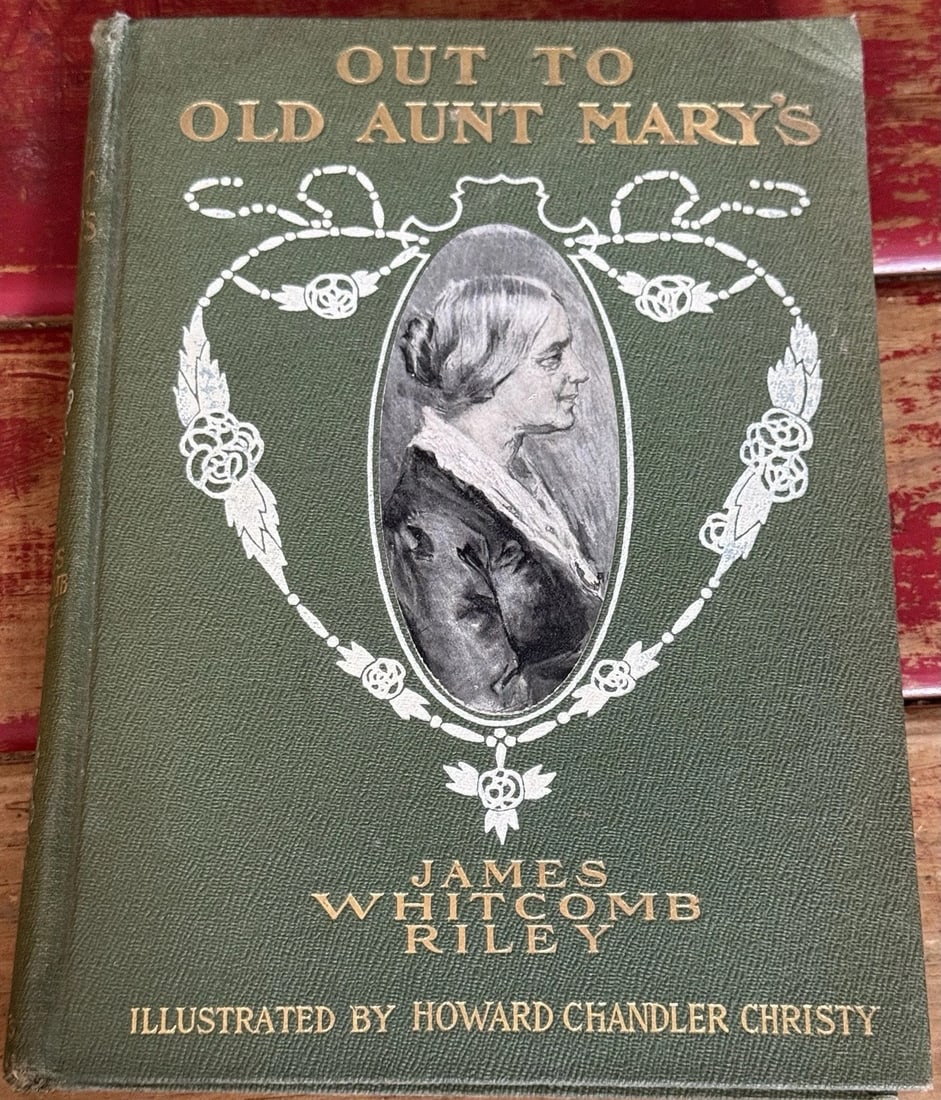 OUT TO
OLD AUNT MARY'S
JAMES
WHITCOMB
RILEY
ILLUSTRATED BY HOWARD CHANDLER CHRISTY